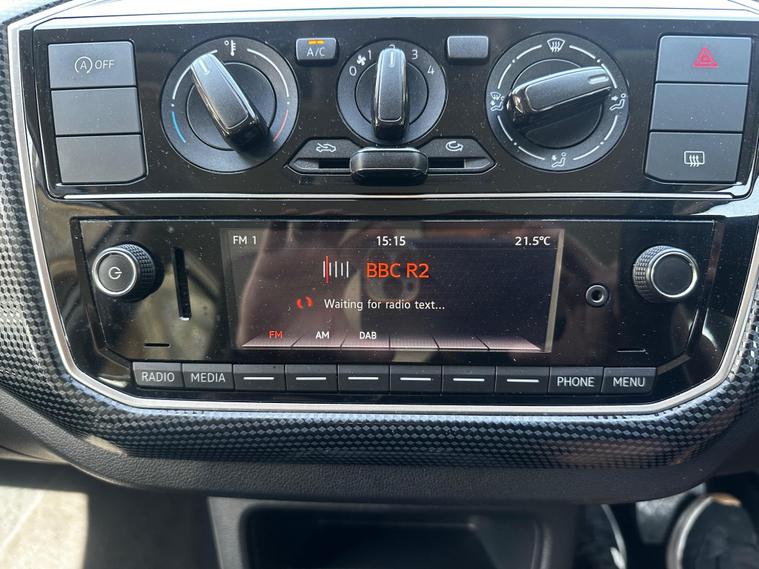 OFF
A/C
0 1 2 3 4
FM 1 15:15 21.5°C
BBC R2
Waiting for radio text...
FM AM DAB
RADIO MEDIA PHONE MENU